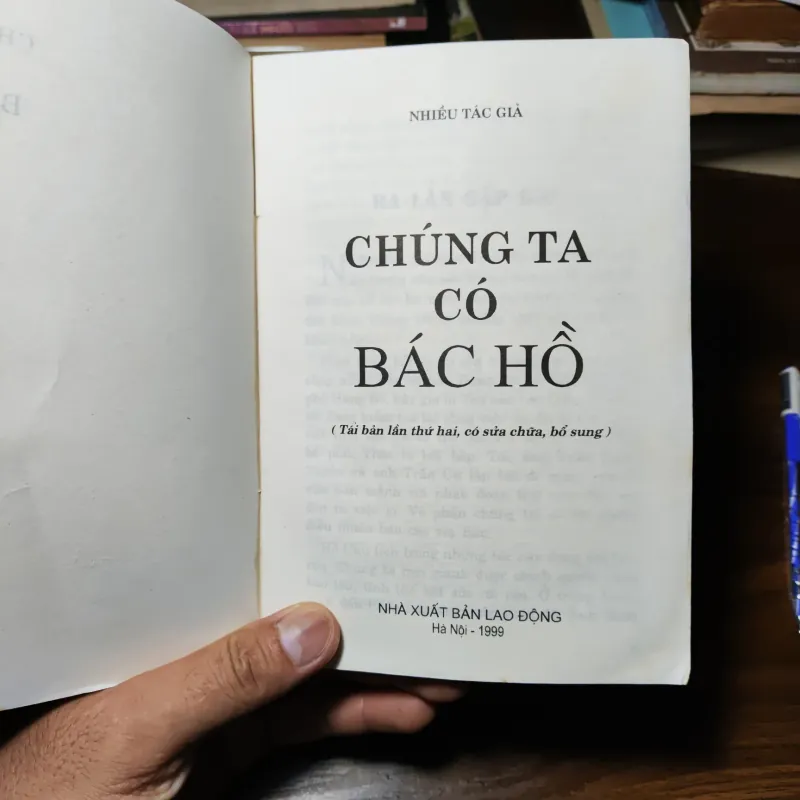 NHIỀU TÁC GIẢ
CHÚNG TA
CÓ
BÁC HỒ
( Tái bản lần thứ hai, có sửa chữa, bổ sung )
NHÀ XUẤT BẢN LAO ĐỘNG
Hà Nội - 1999